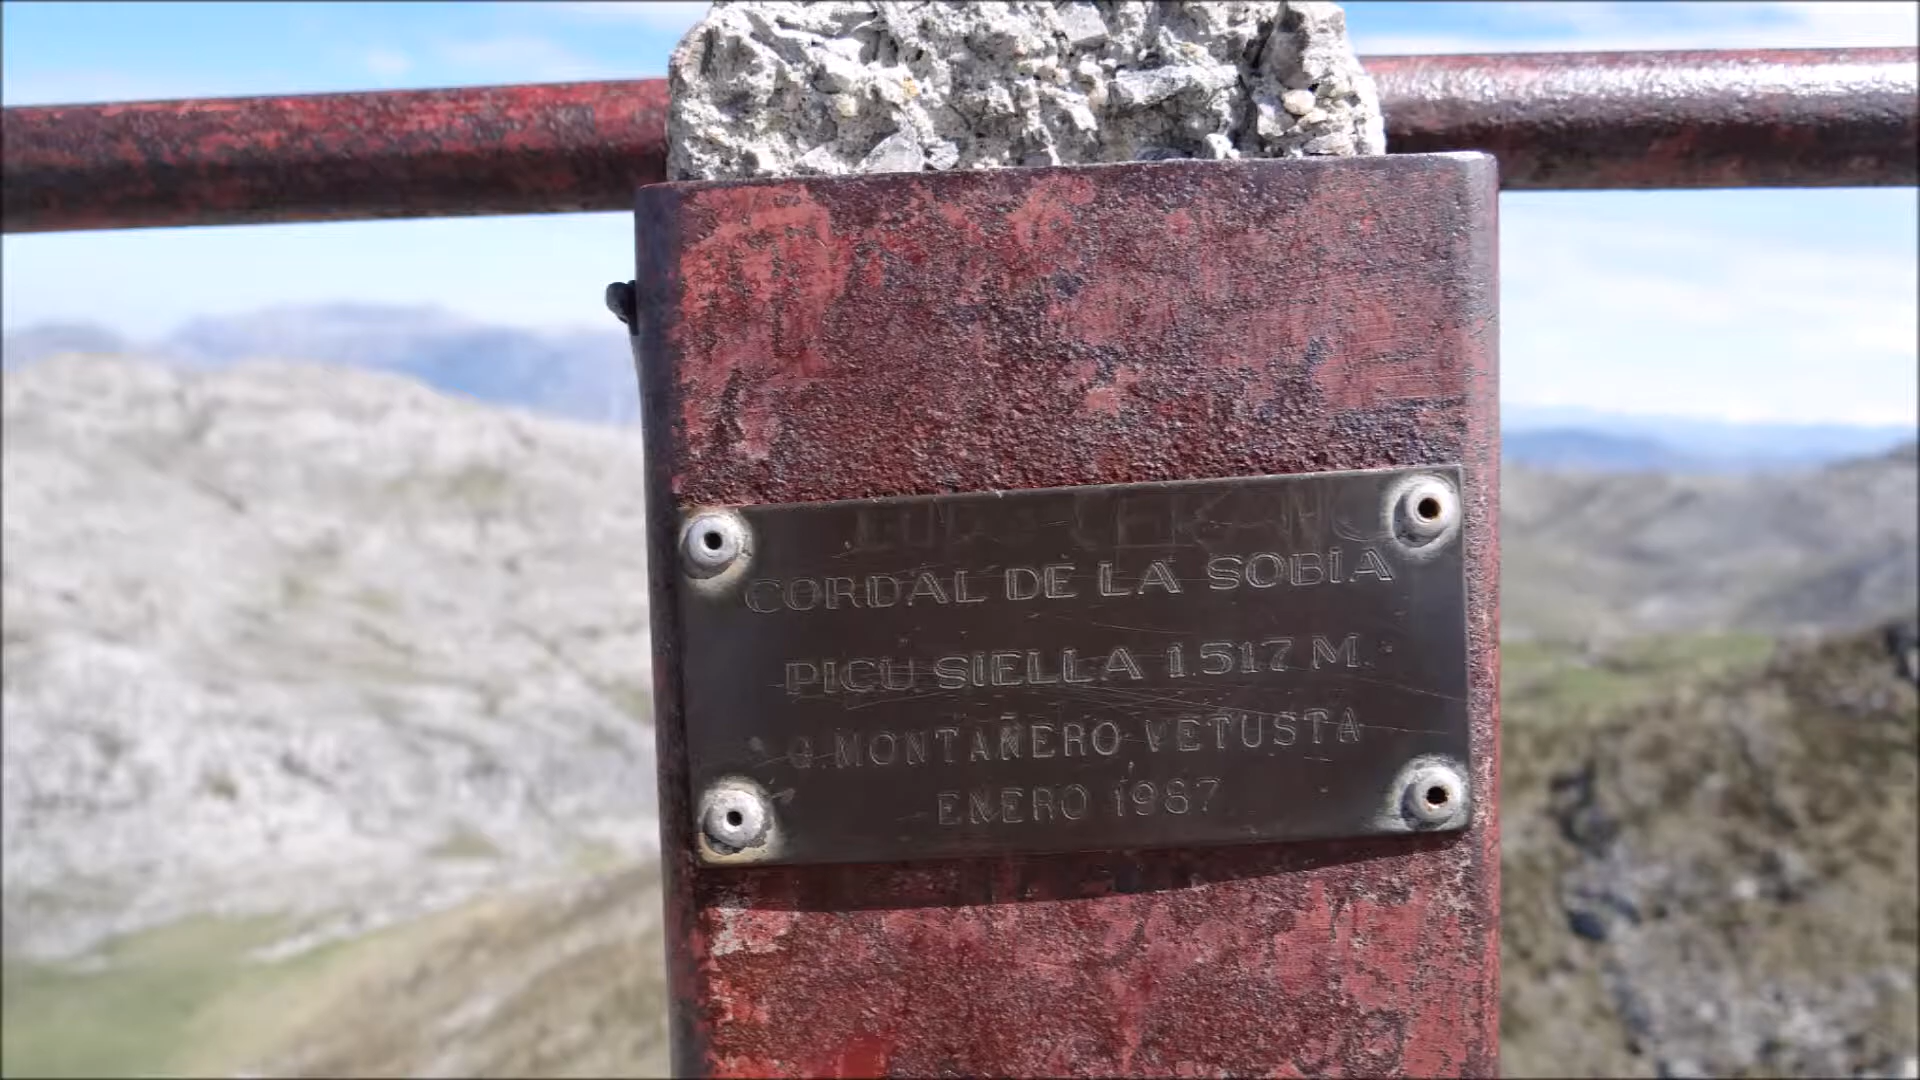 CORDAL DE LA SOBIA
PICU SIELLA 1.517 M.
G. MONTAÑERO VETUSTA
ENERO 1987